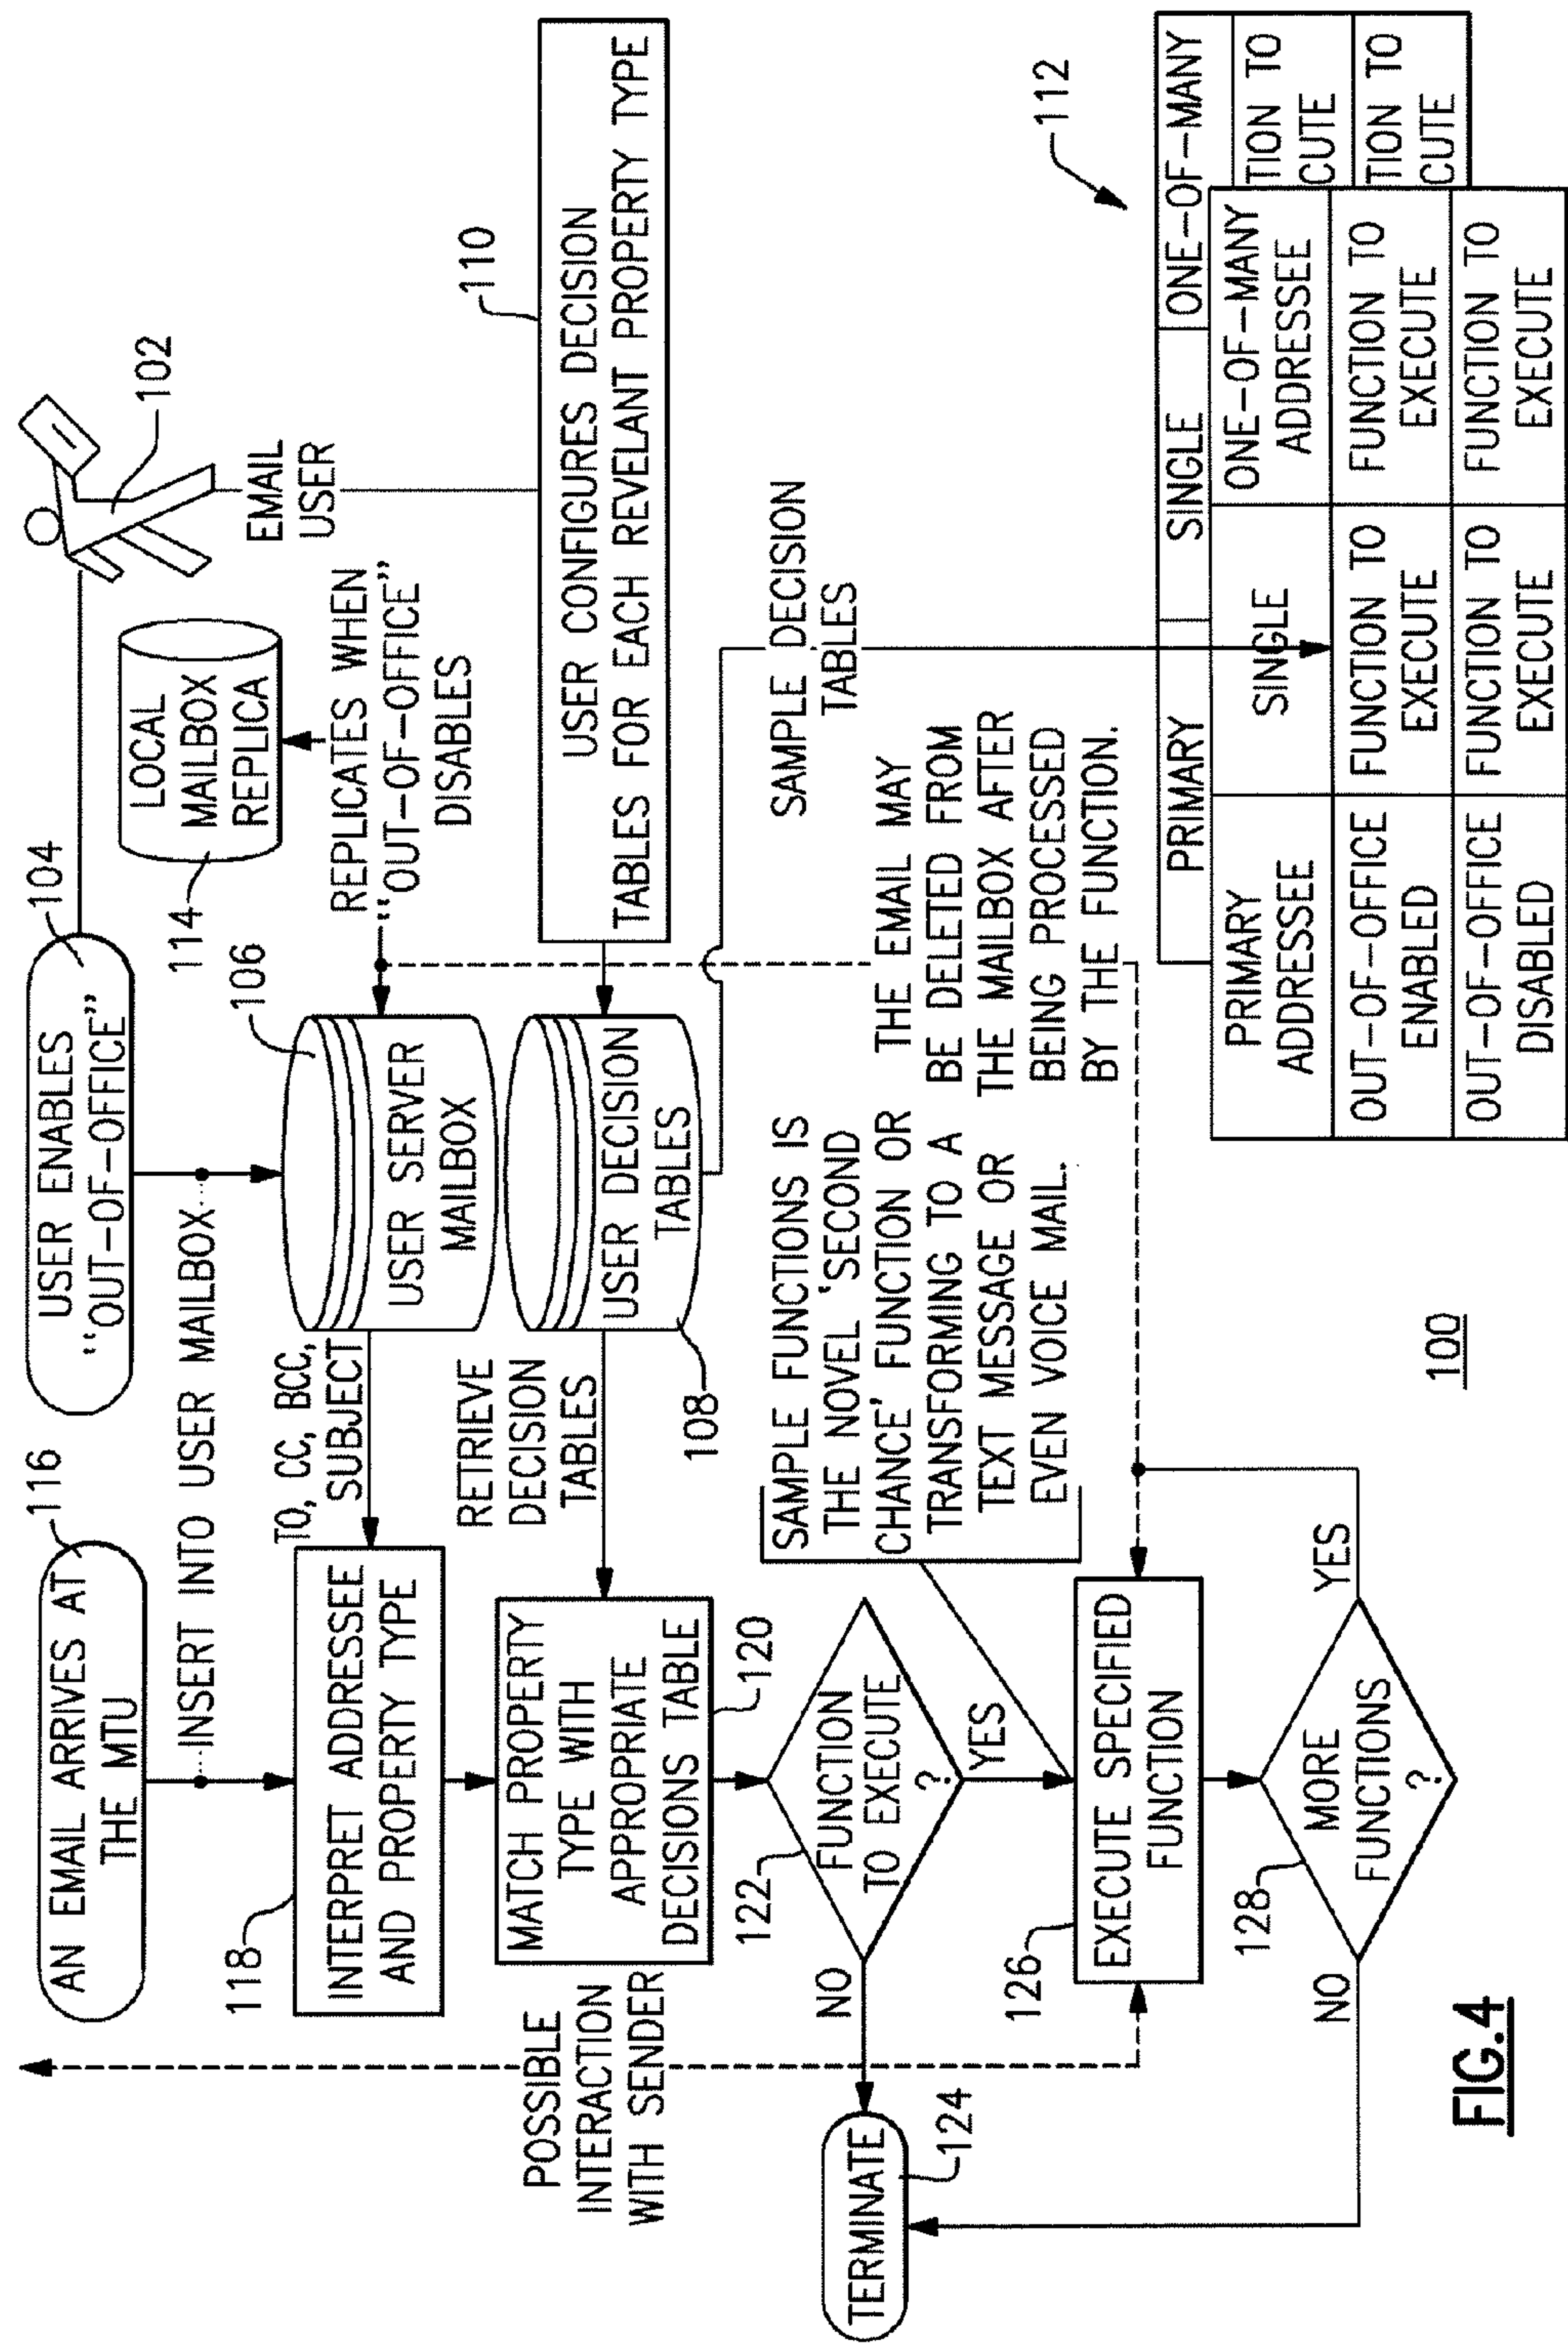 AN EMAIL ARRIVES AT
THE MTU
116
USER ENABLES
“OUT-OF-OFFICE”
104
102
EMAIL
USER
INSERT INTO USER MAILBOX
LOCAL
MAILBOX
REPLICA
114
REPLICATES WHEN
“OUT-OF-OFFICE”
DISABLES
106
USER SERVER
MAILBOX
TO, CC, BCC,
SUBJECT
INTERPRET ADDRESSEE
AND PROPERTY TYPE
118
110
USER CONFIGURES DECISION
TABLES FOR EACH REVELANT PROPERTY TYPE
USER DECISION
TABLES
108
RETRIEVE
DECISION
TABLES
MATCH PROPERTY
TYPE WITH
APPROPRIATE
DECISIONS TABLE
120
POSSIBLE
INTERACTION
WITH SENDER
SAMPLE DECISION
TABLES
FUNCTION
TO EXECUTE
?
122
YES
NO
TERMINATE
124
SAMPLE FUNCTIONS IS
THE NOVEL ‘SECOND
CHANCE’ FUNCTION OR
TRANSFORMING TO A
TEXT MESSAGE OR
EVEN VOICE MAIL.
THE EMAIL MAY
BE DELETED FROM
THE MAILBOX AFTER
BEING PROCESSED
BY THE FUNCTION.
EXECUTE SPECIFIED
FUNCTION
126
MORE
FUNCTIONS
?
128
YES
NO
112
PRIMARY SINGLE ONE-OF-MANY
TION TO
CUTE
TION TO
CUTE
PRIMARY
ADDRESSEE
SINGLE
ONE-OF-MANY
ADDRESSEE
OUT-OF-OFFICE
ENABLED
FUNCTION TO
EXECUTE
FUNCTION TO
EXECUTE
OUT-OF-OFFICE
DISABLED
FUNCTION TO
EXECUTE
FUNCTION TO
EXECUTE
100
FIG.4